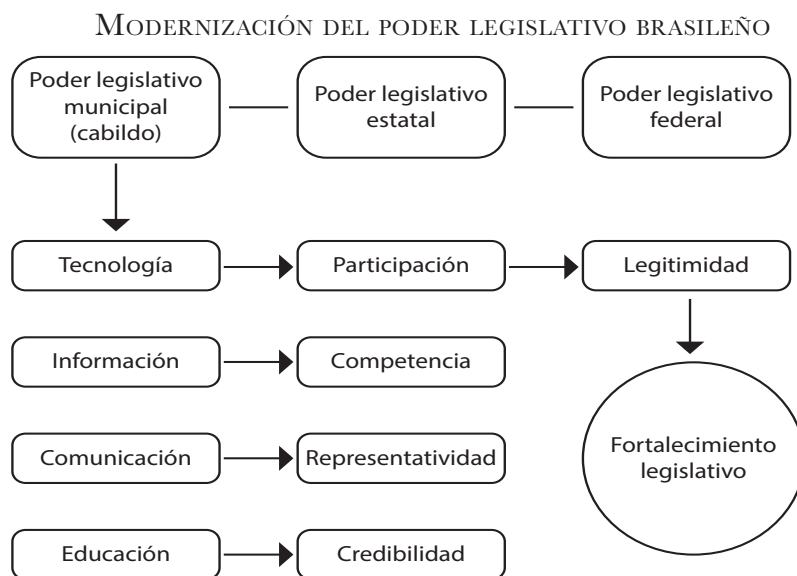 Modernización del poder legislativo brasileño
Poder legislativo
municipal
(cabildo)
Poder legislativo
estatal
Poder legislativo
federal
Tecnología
Participación
Legitimidad
Información
Competencia
Comunicación
Representatividad
Fortalecimiento
legislativo
Educación
Credibilidad